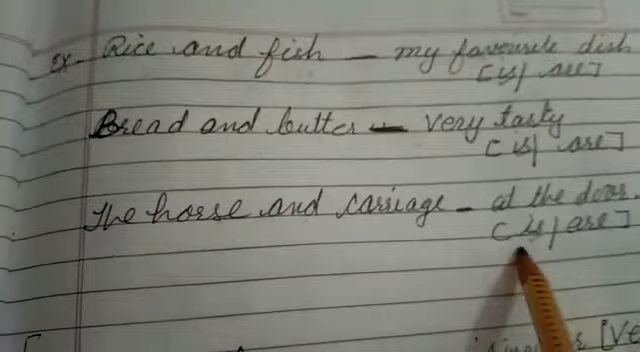 ex- Rice and fish – my favourite dish
[is/are]
Bread and butter – very tasty
[is/are]
The horse and carriage – at the door.
[is/are]
[Ve